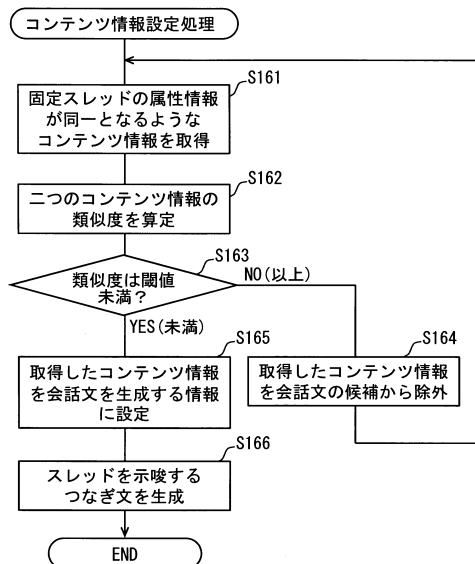 コンテンツ情報設定処理
S161
固定スレッドの属性情報
が同一となるような
コンテンツ情報を取得
S162
二つのコンテンツ情報の
類似度を算定
S163
類似度は閾値
未満？
NO(以上)
YES(未満)
S165
取得したコンテンツ情報
を会話文を生成する情報
に設定
S164
取得したコンテンツ情報
を会話文の候補から除外
S166
スレッドを示唆する
つなぎ文を生成
END